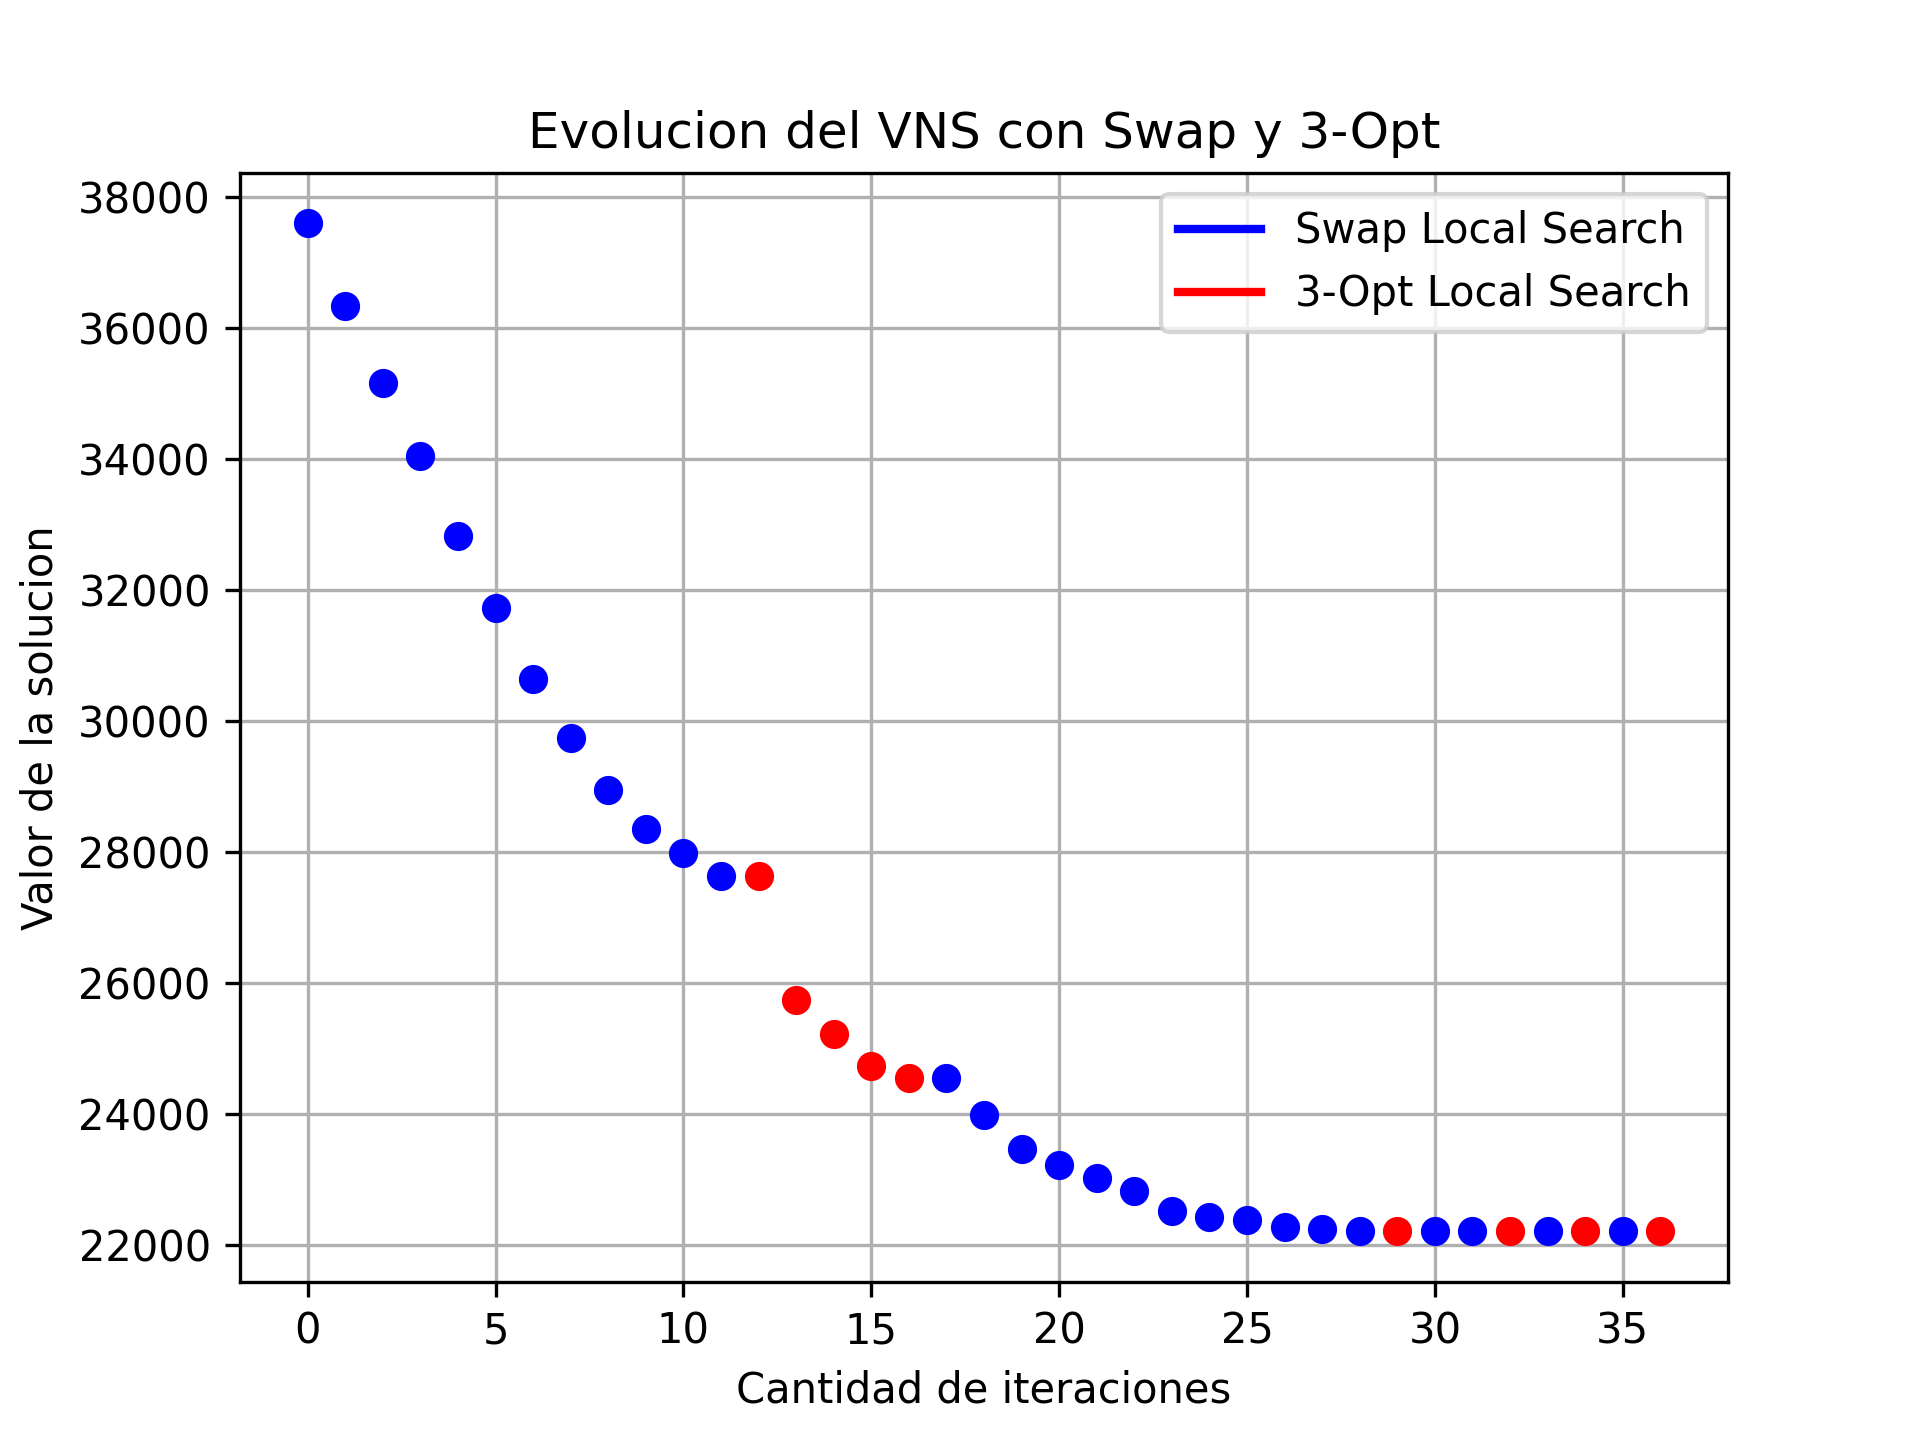 Evolucion del VNS con Swap y 3-Opt
Swap Local Search
3-Opt Local Search
Valor de la solucion
38000
36000
34000
32000
30000
28000
26000
24000
22000
0 5 10 15 20 25 30 35
Cantidad de iteraciones